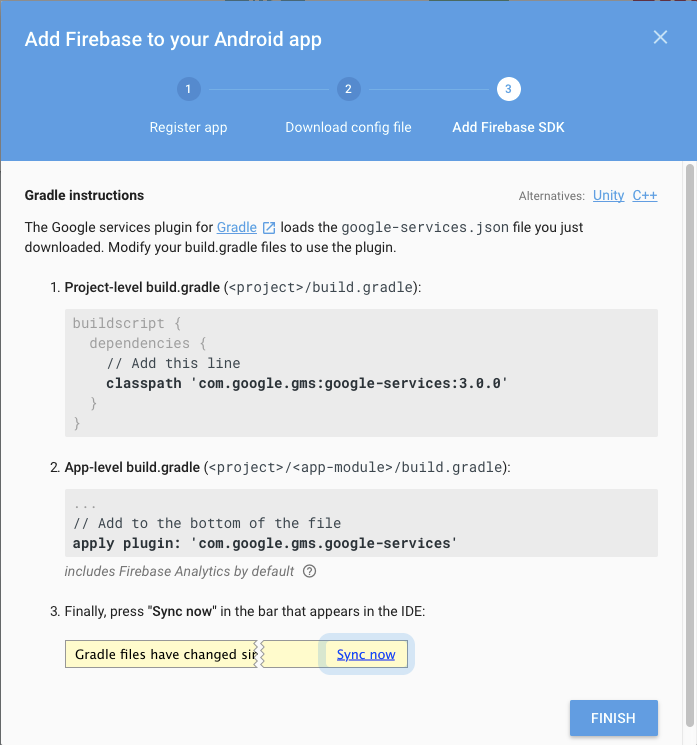 Add Firebase to your Android app
1
2
3
Register app
Download config file
Add Firebase SDK
Gradle instructions
Alternatives: Unity C++
The Google services plugin for Gradle loads the google-services.json file you just
downloaded. Modify your build.gradle files to use the plugin.
1. Project-level build.gradle (<project>/build.gradle):
buildscript {
dependencies {
// Add this line
classpath 'com.google.gms:google-services:3.0.0'
}
}
2. App-level build.gradle (<project>/<app-module>/build.gradle):
...
// Add to the bottom of the file
apply plugin: 'com.google.gms.google-services'
includes Firebase Analytics by default ?
3. Finally, press "Sync now" in the bar that appears in the IDE:
Gradle files have changed sin Sync now
FINISH